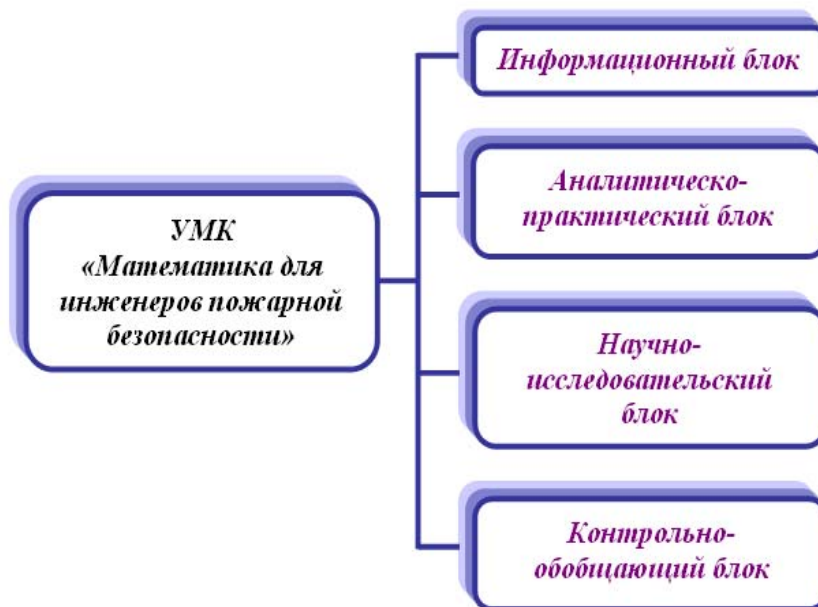 Информационный блок
Аналитическо-
практический блок
УМК
«Математика для
инженеров пожарной
безопасности»
Научно-
исследовательский
блок
Контрольно-
обобщающий блок